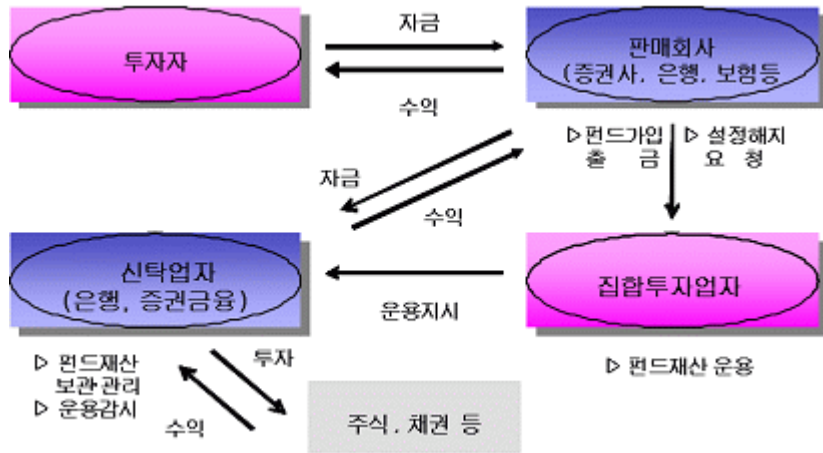 자금
투자자
판매회사
(증권사, 은행, 보험등
수익
▷펀드가입
출 금
▷ 설정해지
요 청
자금
수익
신탁업자
(은행, 증권금융)
집합투자업자
운용지시
▷ 펀드재산
보관 관리
▷ 운용감시
투자
수익
▷ 펀드재산 운용
주식, 채권 등